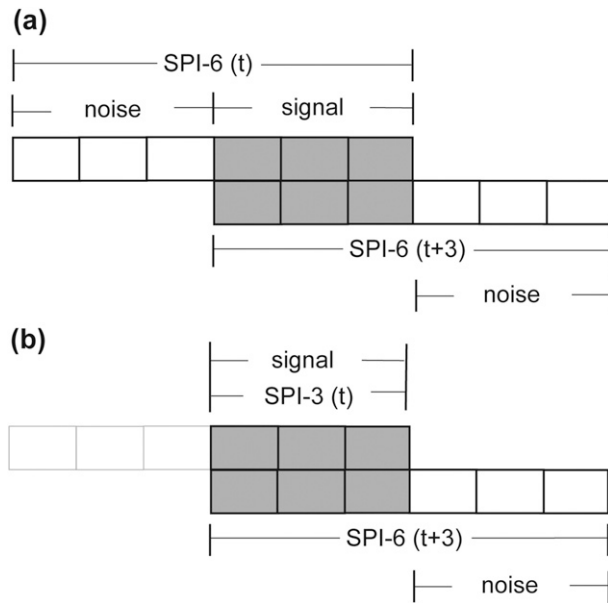 (a)
SPI-6 (t)
noise signal
SPI-6 (t+3)
noise
(b)
signal
SPI-3 (t)
SPI-6 (t+3)
noise